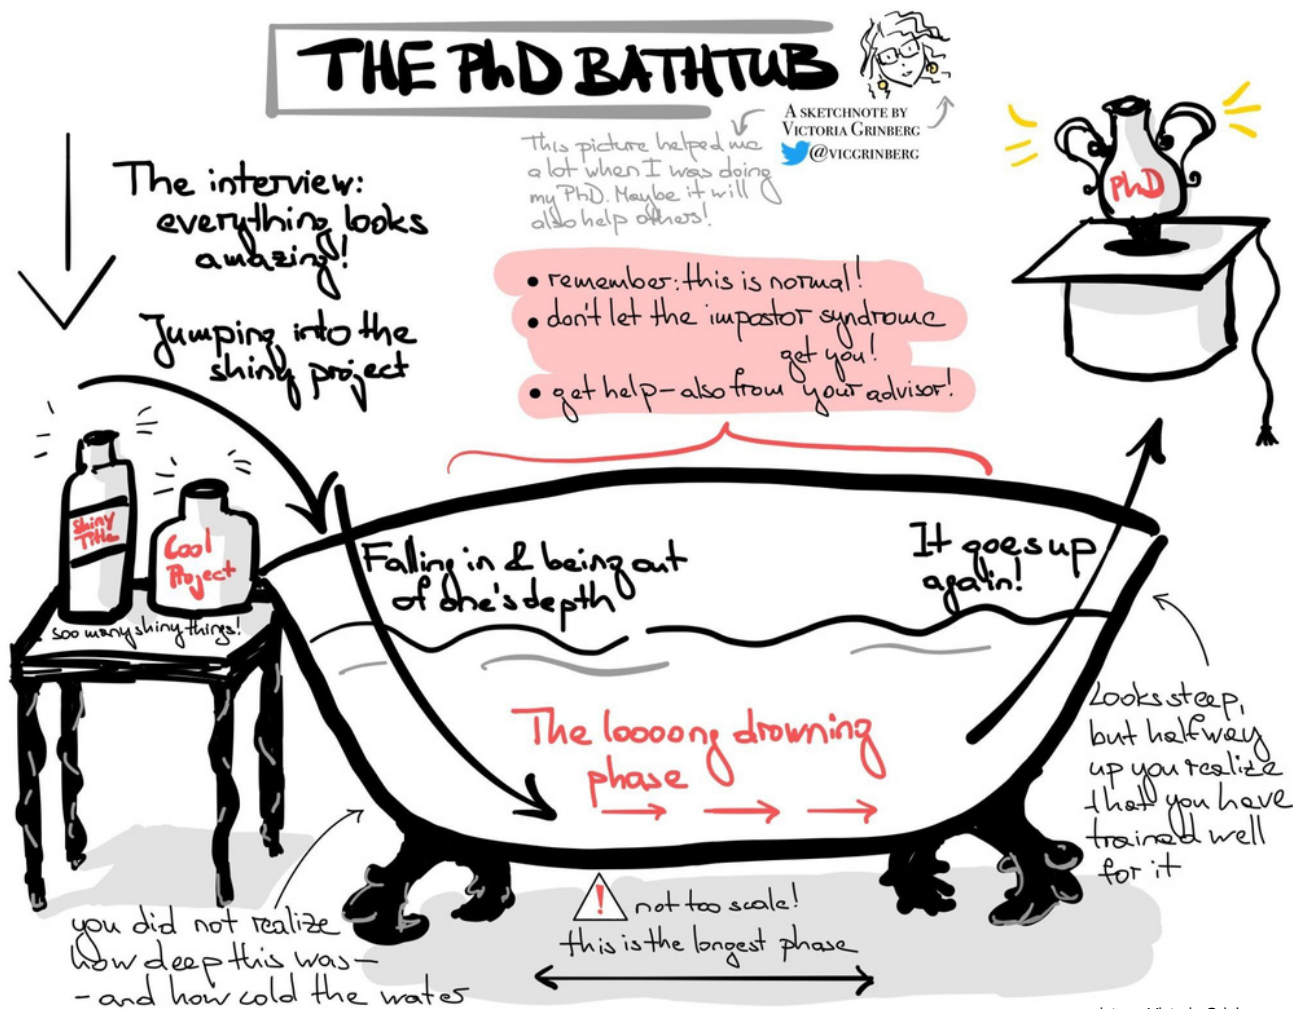 THE PhD BATHTUB
A SKETCHNOTE BY
VICTORIA GRINBERG
@VICGRINBERG
This picture helped me
a lot when I was doing
my PhD. Maybe it will
also help others!
The interview:
everything looks
amazing!
Jumping into the
shiny project
• remember: this is normal!
• don't let the impostor syndrome
get you!
• get help – also from your advisor!
PhD
Shiny
Title
Cool
Project
soo many shiny things!
Falling in & being out
of one's depth
It goes up
again!
The loooong drowning
phase
Looks steep,
but halfway
up you realize
that you have
trained well
for it
you did not realize
how deep this was –
– and how cold the water
! not too scale!
this is the longest phase